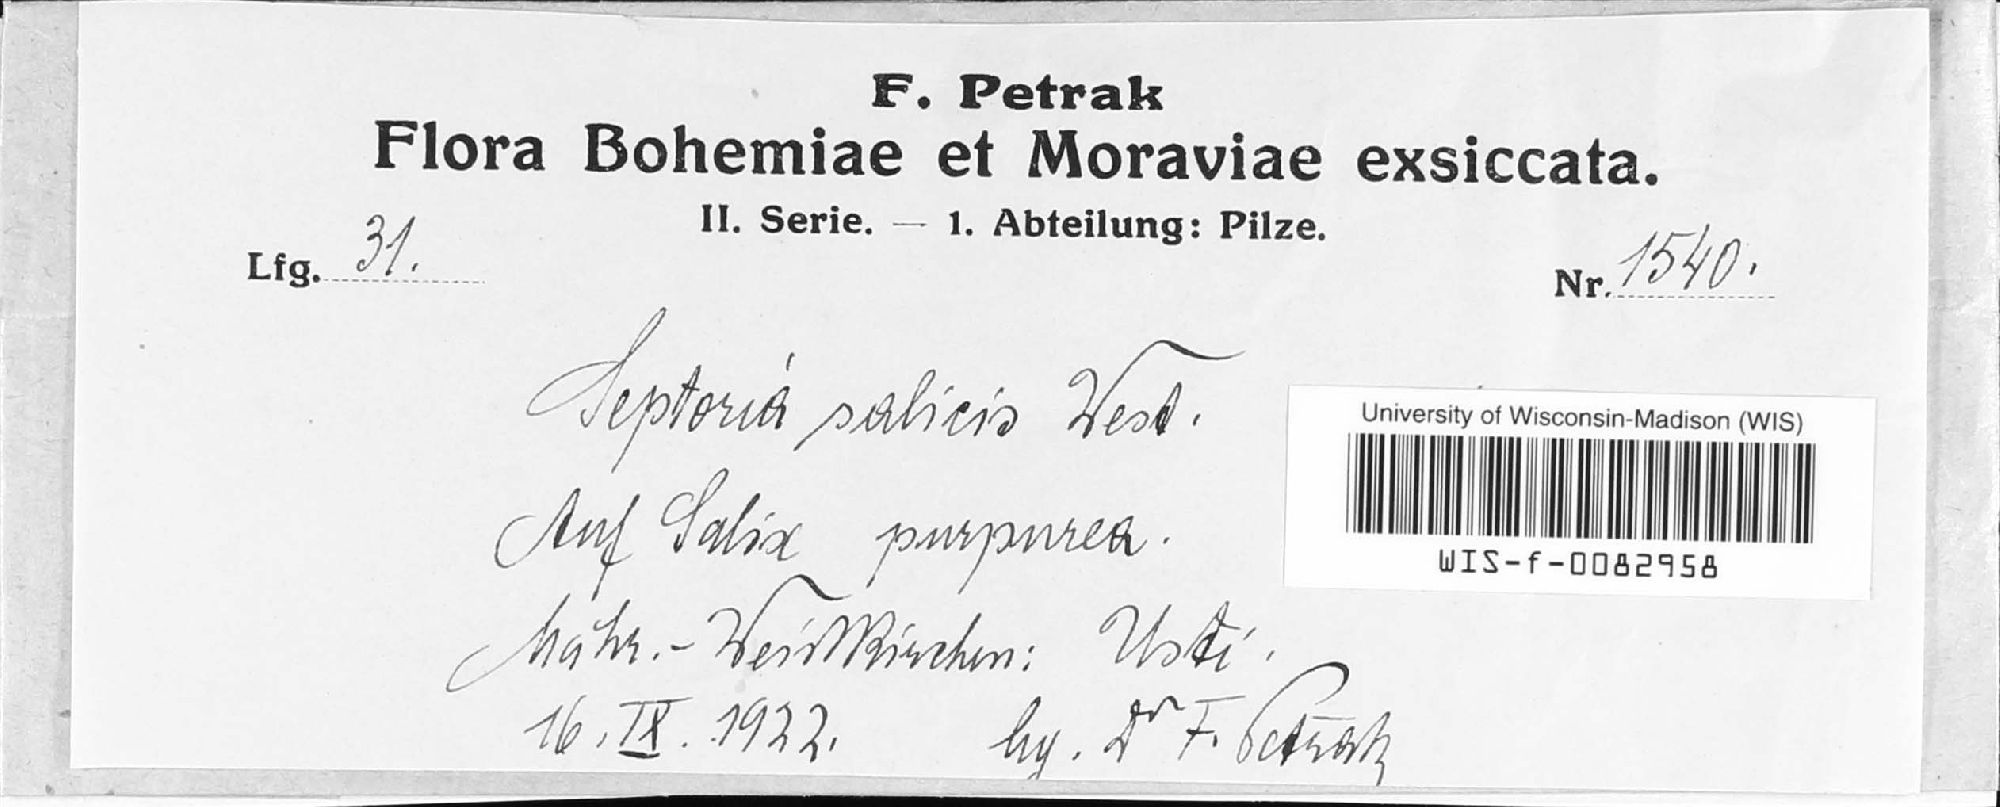 F. Petrak
Flora Bohemiae et Moraviae exsiccata.
II. Serie. — 1. Abteilung: Pilze.
Lfg. 31.
Nr. 1540.
Septoria salicis West.
University of Wisconsin-Madison (WIS)
WIS-f-0082958
Auf Salix purpurea.
Mähr.-Weisskirchen: Usti.
16. IX. 1922. lg. Dr F. Petrak